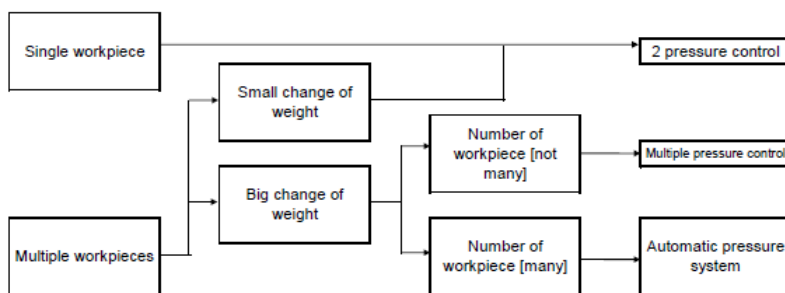 Single workpiece
2 pressure control
Small change of
weight
Number of
workpiece [not
many]
Multiple pressure control
Big change of
weight
Multiple workpieces
Number of
workpiece [many]
Automatic pressure
system